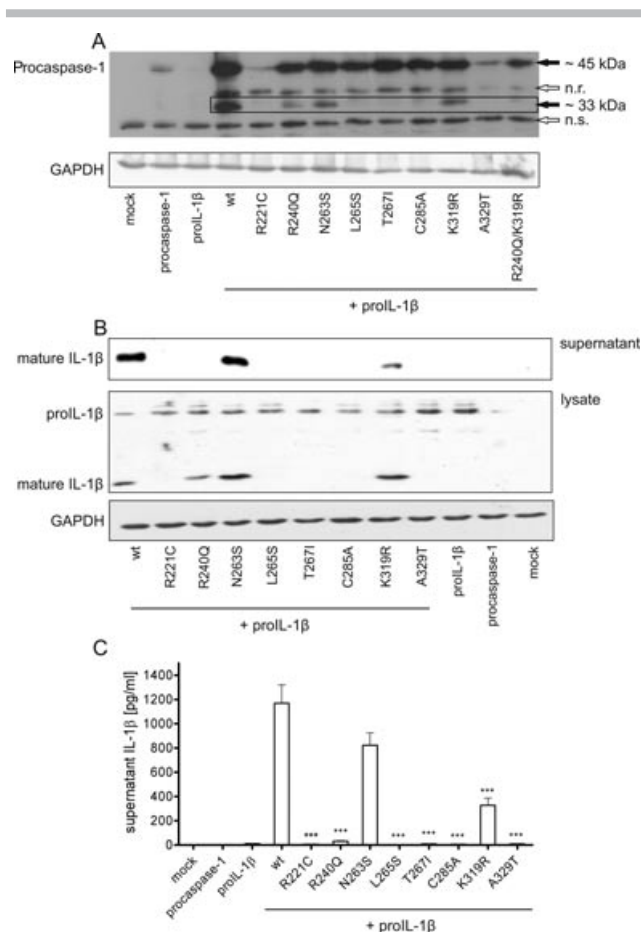 A
Procaspase-1
~ 45 kDa
n.r.
~ 33 kDa
n.s.
GAPDH
mock
procaspase-1
proIL-1β
wt
R221C
R240Q
N263S
L265S
T267I
C285A
K319R
A329T
R240Q/K319R
+ proIL-1β
B
mature IL-1β
supernatant
proIL-1β
lysate
mature IL-1β
GAPDH
wt
R221C
R240Q
N263S
L265S
T267I
C285A
K319R
A329T
proIL-1β
procaspase-1
mock
+ proIL-1β
C
supernatant IL-1β [pg/ml]
1400
1200
1000
800
600
400
200
0
***
***
***
***
***
***
***
mock
procaspase-1
proIL-1β
wt
R221C
R240Q
N263S
L265S
T267I
C285A
K319R
A329T
+ proIL-1β